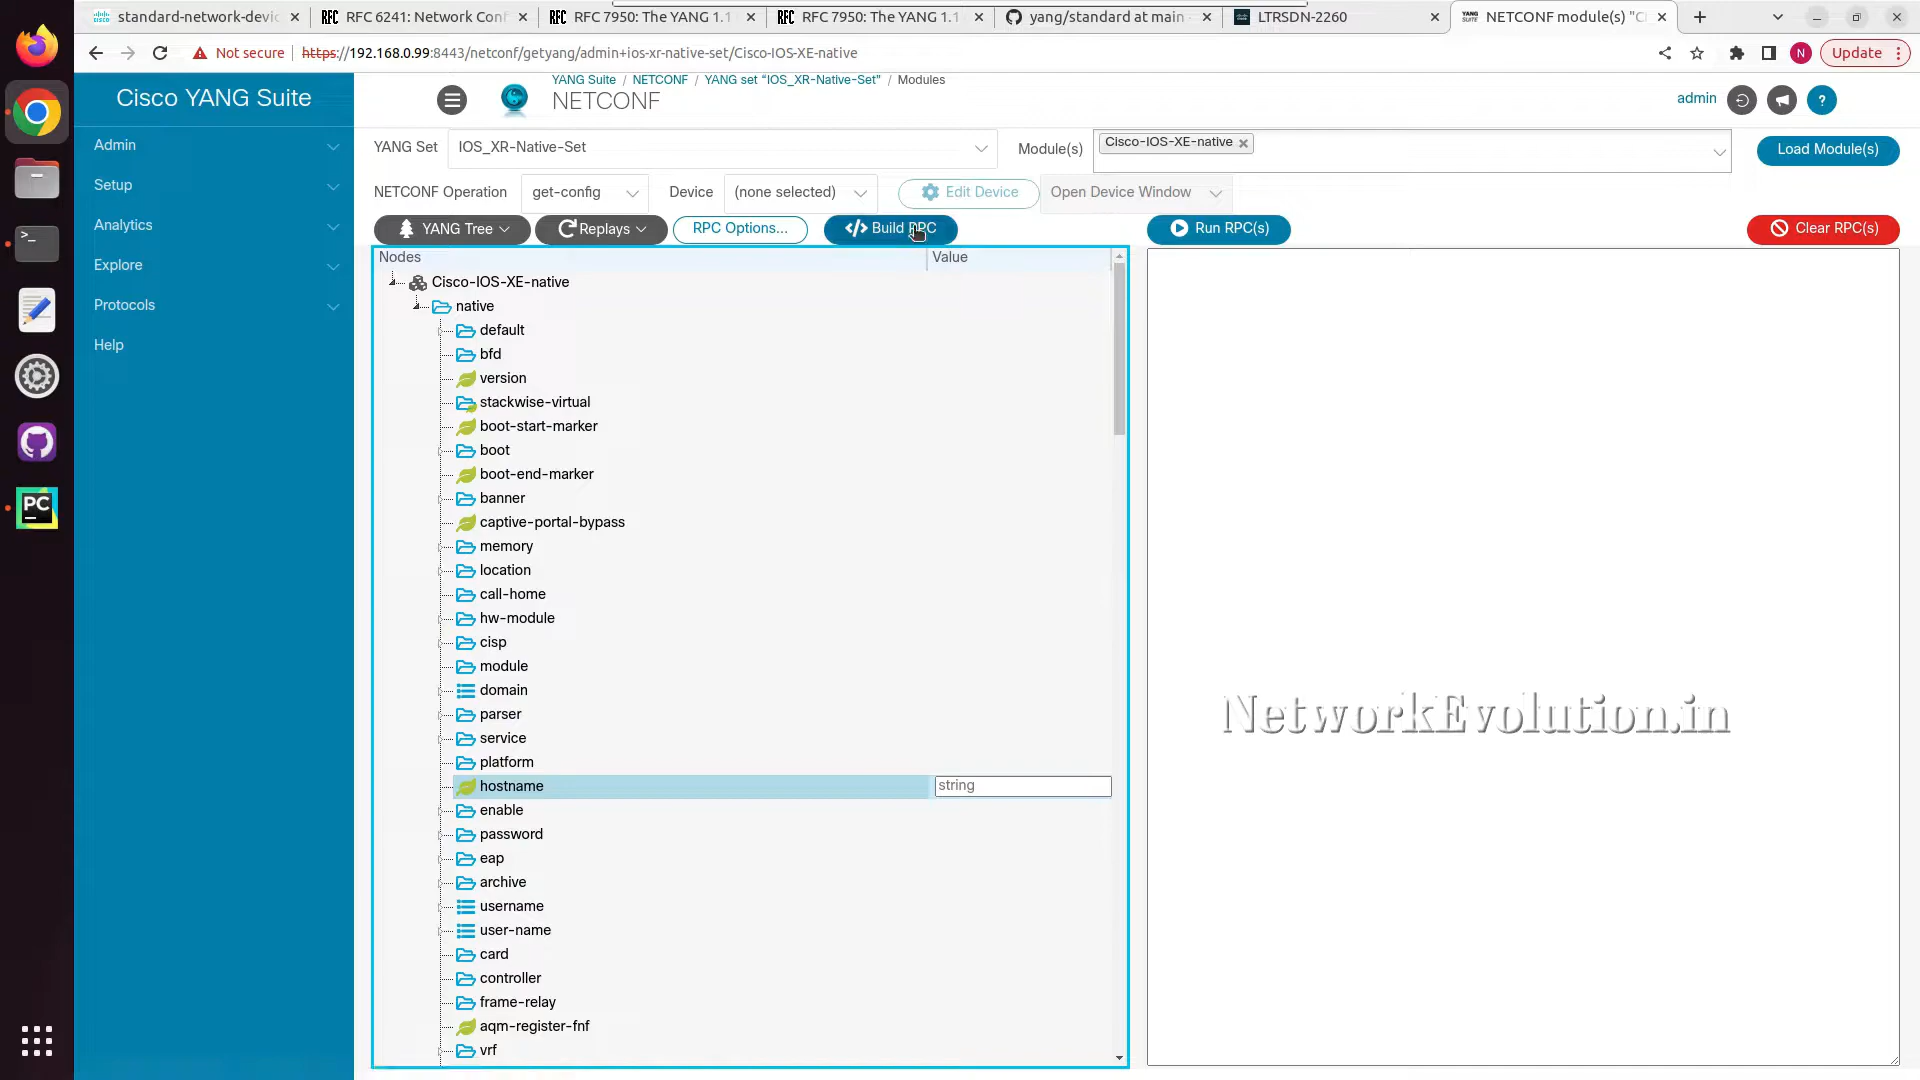 standard-network-devic
RFC 6241: Network Conf
RFC 7950: The YANG 1.1
RFC 7950: The YANG 1.1
yang/standard at main
LTRSDN-2260
NETCONF module(s) "C
Not secure
https://192.168.0.99:8443/netconf/getyang/admin+ios-xr-native-set/Cisco-IOS-XE-native
N
Update
Cisco YANG Suite
Admin
Setup
Analytics
Explore
Protocols
Help
YANG Suite / NETCONF / YANG set “IOS_XR-Native-Set” / Modules
NETCONF
admin
?
YANG Set
IOS_XR-Native-Set
Module(s)
Cisco-IOS-XE-native
Load Module(s)
NETCONF Operation
get-config
Device
(none selected)
Edit Device
Open Device Window
YANG Tree
Replays
RPC Options...
Build RPC
Run RPC(s)
Clear RPC(s)
Nodes
Value
Cisco-IOS-XE-native
native
default
bfd
version
stackwise-virtual
boot-start-marker
boot
boot-end-marker
banner
captive-portal-bypass
memory
location
call-home
hw-module
cisp
module
domain
parser
service
platform
hostname
string
enable
password
eap
archive
username
user-name
card
controller
frame-relay
aqm-register-fnf
vrf
NetworkEvolution.in
PC